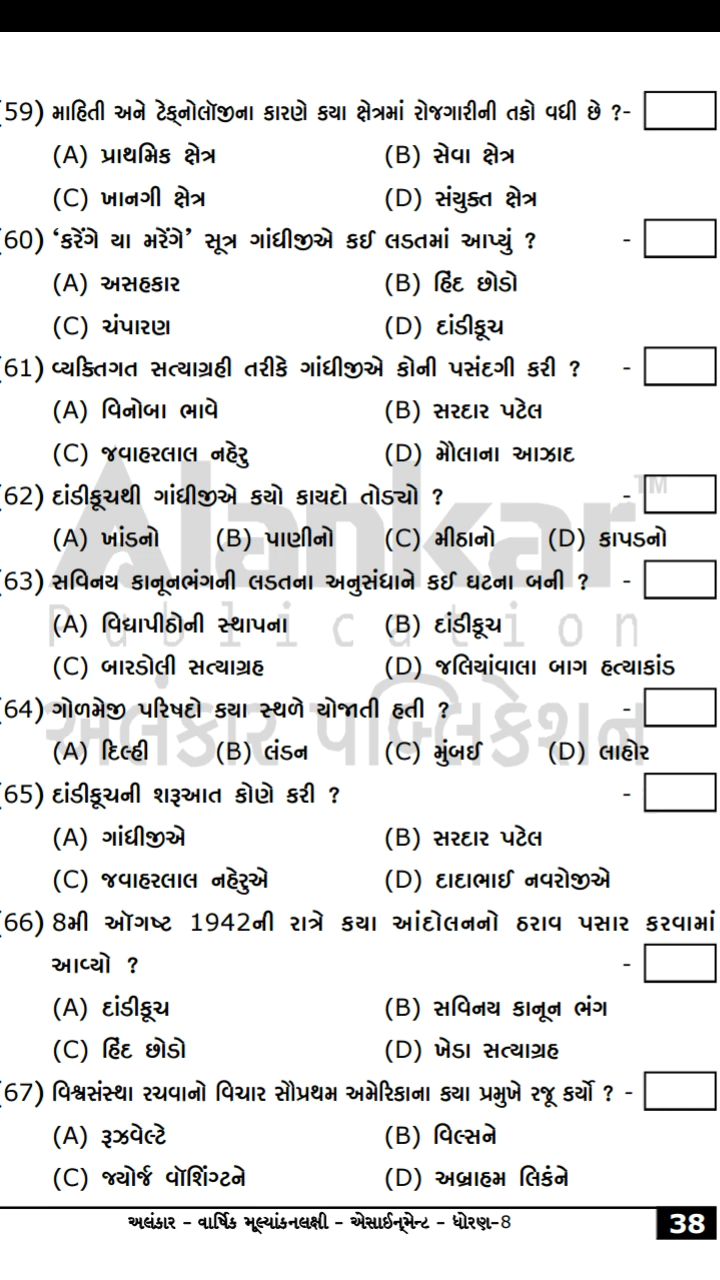 (59) માહિતી અને ટેક્નોલૉજીના કારણે કયા ક્ષેત્રમાં રોજગારીની તકો વધી છે ?-
(A) પ્રાથમિક ક્ષેત્ર (B) સેવા ક્ષેત્ર
(C) ખાનગી ક્ષેત્ર (D) સંયુક્ત ક્ષેત્ર
(60) ‘કરેંગે યા મરેંગે’ સૂત્ર ગાંધીજીએ કઈ લડતમાં આપ્યું ? -
(A) અસહકાર (B) હિંદ છોડો
(C) ચંપારણ (D) દાંડીકૂચ
(61) વ્યક્તિગત સત્યાગ્રહી તરીકે ગાંધીજીએ કોની પસંદગી કરી ? -
(A) વિનોબા ભાવે (B) સરદાર પટેલ
(C) જવાહરલાલ નહેરુ (D) મૌલાના આઝાદ
(62) દાંડીકૂચથી ગાંધીજીએ કયો કાયદો તોડ્યો ? -
(A) ખાંડનો (B) પાણીનો (C) મીઠાનો (D) કાપડનો
(63) સવિનય કાનૂનભંગની લડતના અનુસંધાને કઈ ઘટના બની ? -
(A) વિદ્યાપીઠોની સ્થાપના (B) દાંડીકૂચ
(C) બારડોલી સત્યાગ્રહ (D) જલિયાંવાલા બાગ હત્યાકાંડ
(64) ગોળમેજી પરિષદો કયા સ્થળે યોજાતી હતી ? -
(A) દિલ્હી (B) લંડન (C) મુંબઈ (D) લાહોર
(65) દાંડીકૂચની શરૂઆત કોણે કરી ? -
(A) ગાંધીજીએ (B) સરદાર પટેલ
(C) જવાહરલાલ નહેરુએ (D) દાદાભાઈ નવરોજીએ
(66) 8મી ઑગષ્ટ 1942ની રાત્રે કયા આંદોલનનો ઠરાવ પસાર કરવામાં
આવ્યો ? -
(A) દાંડીકૂચ (B) સવિનય કાનૂન ભંગ
(C) હિંદ છોડો (D) ખેડા સત્યાગ્રહ
(67) વિશ્વસંસ્થા રચવાનો વિચાર સૌપ્રથમ અમેરિકાના કયા પ્રમુખે રજૂ કર્યો ? -
(A) રૂઝવેલ્ટે (B) વિલ્સને
(C) જ્યોર્જ વૉશિંગ્ટને (D) અબ્રાહમ લિકંને
Alankar TM
Publication
અલંકાર પબ્લિકેશન
અલંકાર - વાર્ષિક મૂલ્યાંકનલક્ષી - એસાઈન્મેન્ટ - ધોરણ-8 38